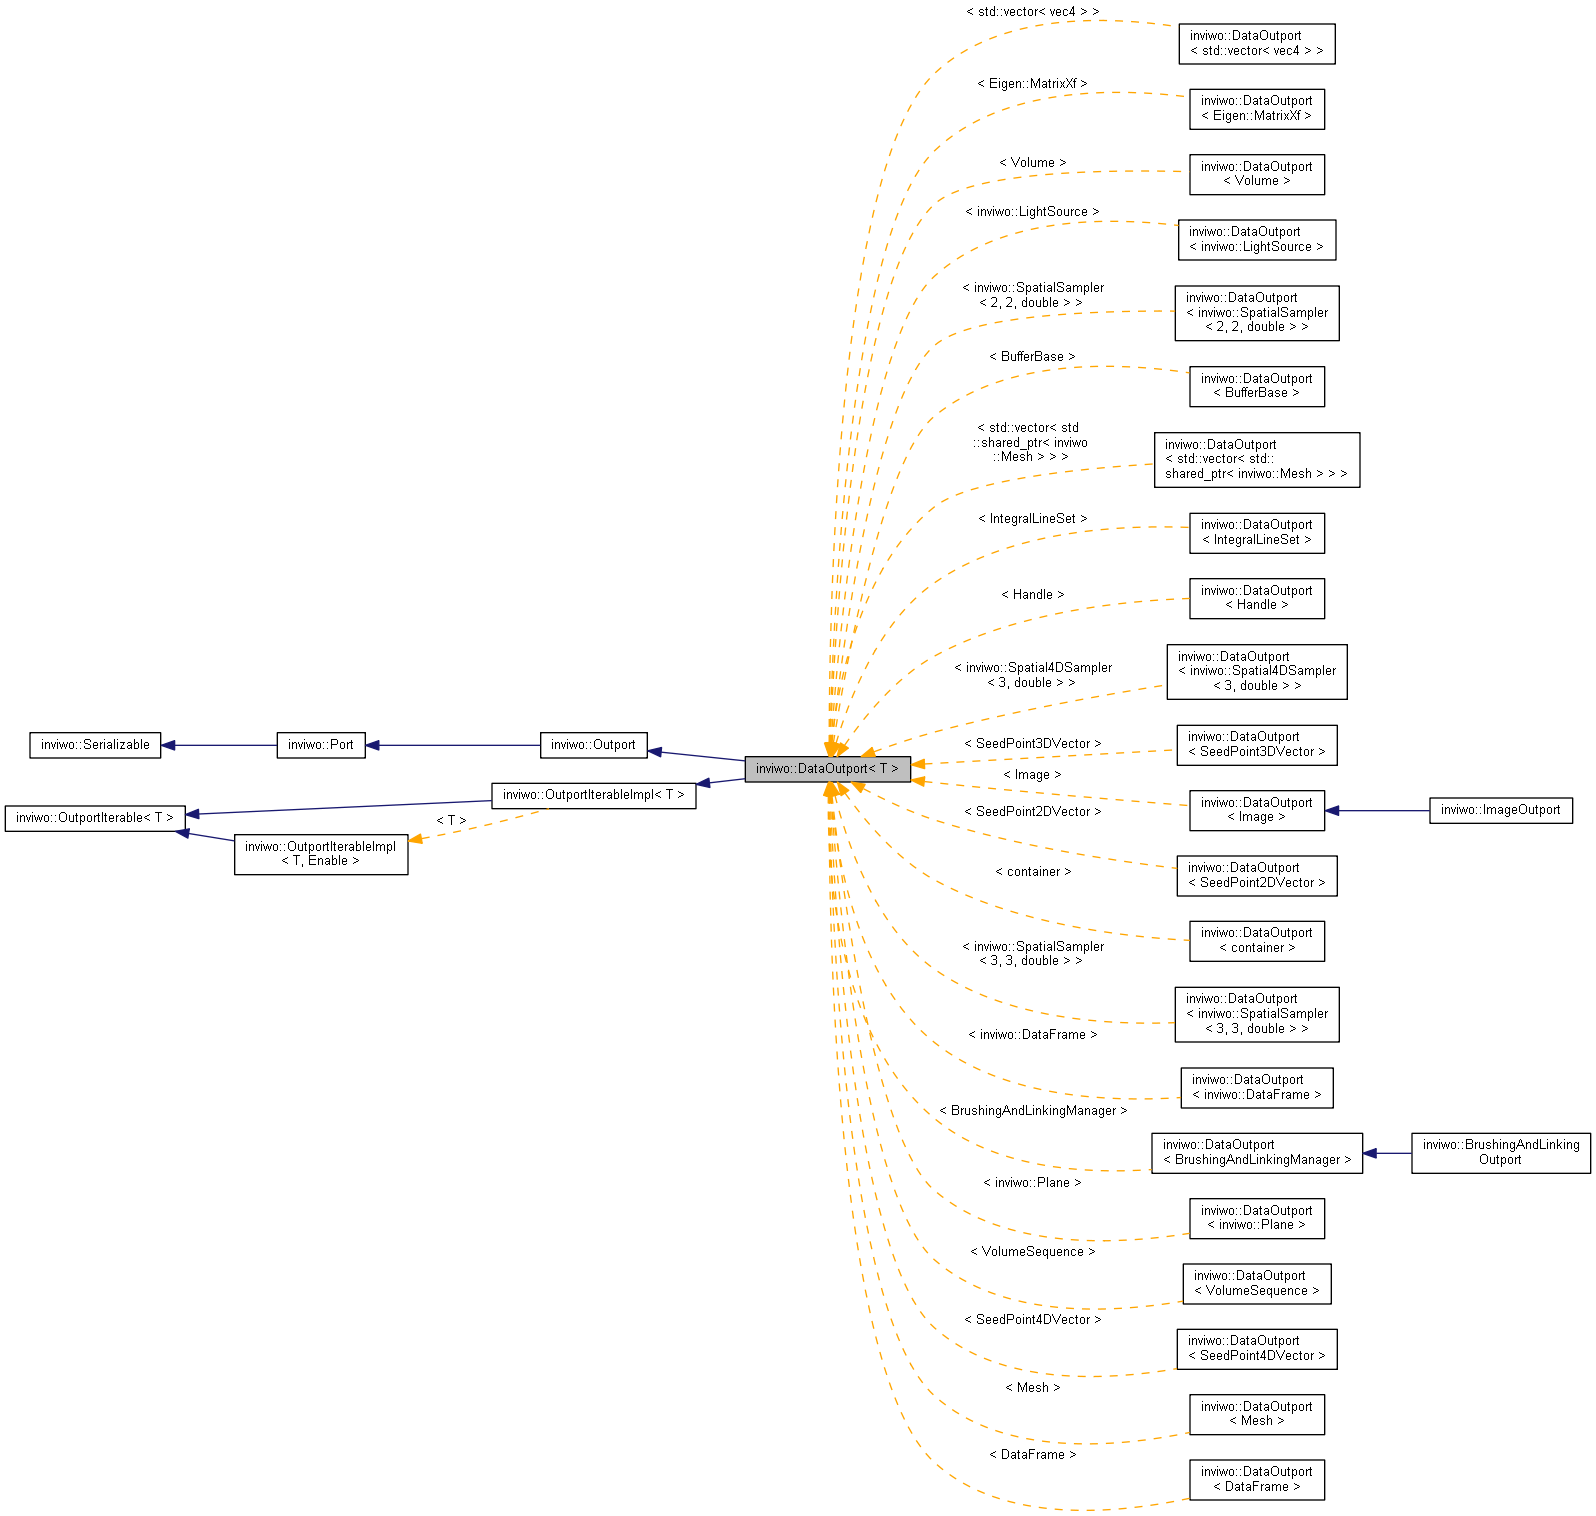 inviwo::Serializable
inviwo::Port
inviwo::Outport
inviwo::OutportIterable< T >
inviwo::OutportIterableImpl< T >
inviwo::OutportIterableImpl
< T, Enable >
< T >
inviwo::DataOutport< T >
< std::vector< vec4 > >
inviwo::DataOutport
< std::vector< vec4 > >
< Eigen::MatrixXf >
inviwo::DataOutport
< Eigen::MatrixXf >
< Volume >
inviwo::DataOutport
< Volume >
< inviwo::LightSource >
inviwo::DataOutport
< inviwo::LightSource >
< inviwo::SpatialSampler
< 2, 2, double > >
inviwo::DataOutport
< inviwo::SpatialSampler
< 2, 2, double > >
< BufferBase >
inviwo::DataOutport
< BufferBase >
< std::vector< std
::shared_ptr< inviwo
::Mesh > > >
inviwo::DataOutport
< std::vector< std::
shared_ptr< inviwo::Mesh > > >
< IntegralLineSet >
inviwo::DataOutport
< IntegralLineSet >
< Handle >
inviwo::DataOutport
< Handle >
< inviwo::Spatial4DSampler
< 3, double > >
inviwo::DataOutport
< inviwo::Spatial4DSampler
< 3, double > >
< SeedPoint3DVector >
inviwo::DataOutport
< SeedPoint3DVector >
< Image >
inviwo::DataOutport
< Image >
inviwo::ImageOutport
< SeedPoint2DVector >
inviwo::DataOutport
< SeedPoint2DVector >
< container >
inviwo::DataOutport
< container >
< inviwo::SpatialSampler
< 3, 3, double > >
inviwo::DataOutport
< inviwo::SpatialSampler
< 3, 3, double > >
< inviwo::DataFrame >
inviwo::DataOutport
< inviwo::DataFrame >
< BrushingAndLinkingManager >
inviwo::DataOutport
< BrushingAndLinkingManager >
inviwo::BrushingAndLinking
Outport
< inviwo::Plane >
inviwo::DataOutport
< inviwo::Plane >
< VolumeSequence >
inviwo::DataOutport
< VolumeSequence >
< SeedPoint4DVector >
inviwo::DataOutport
< SeedPoint4DVector >
< Mesh >
inviwo::DataOutport
< Mesh >
< DataFrame >
inviwo::DataOutport
< DataFrame >